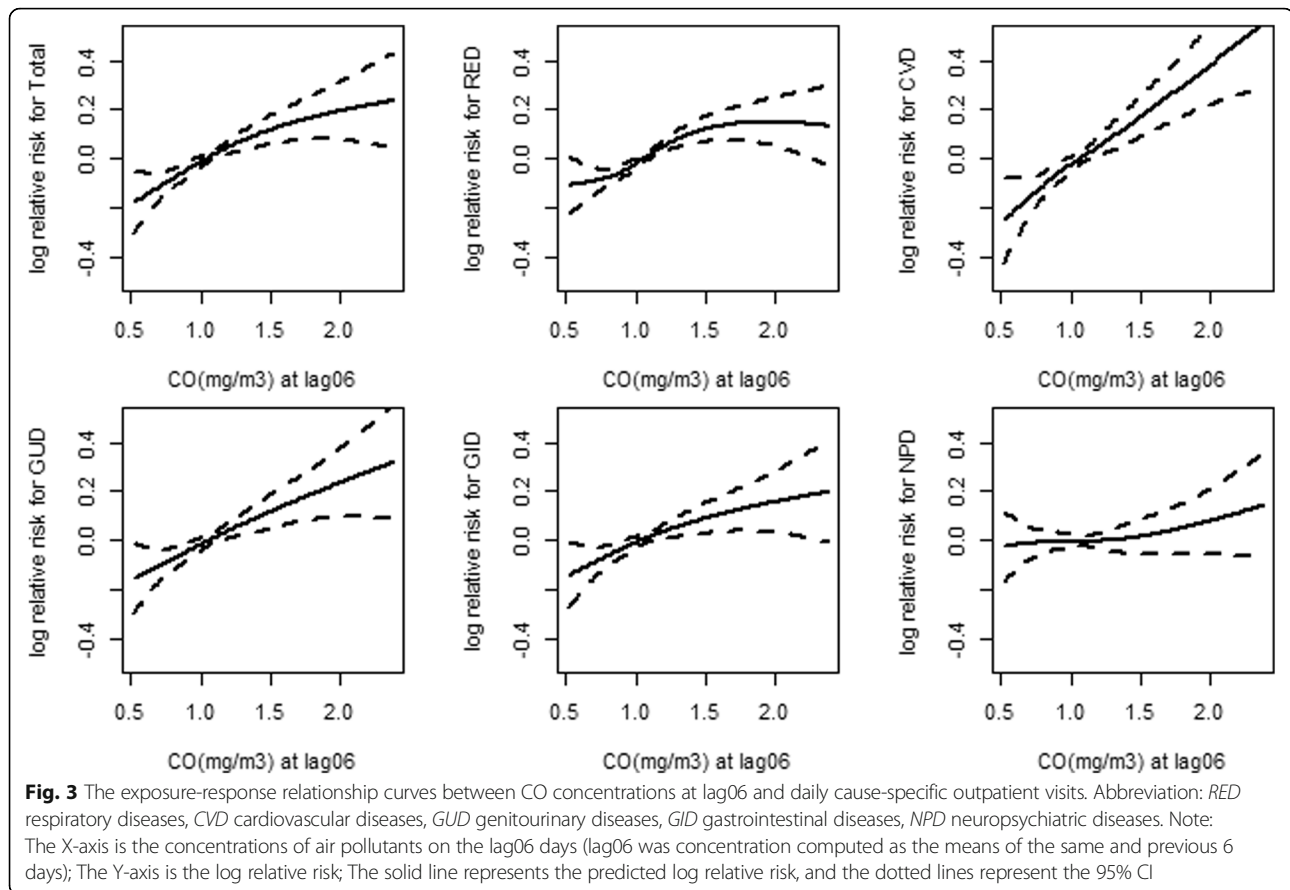 log relative risk for Total
0.4
0.2
0.0
-0.4
0.5 1.0 1.5 2.0
CO(mg/m3) at lag06
log relative risk for RED
0.4
0.2
0.0
-0.4
0.5 1.0 1.5 2.0
CO(mg/m3) at lag06
log relative risk for CVD
0.4
0.2
0.0
-0.4
0.5 1.0 1.5 2.0
CO(mg/m3) at lag06
log relative risk for GUD
0.4
0.2
0.0
-0.4
0.5 1.0 1.5 2.0
CO(mg/m3) at lag06
log relative risk for GID
0.4
0.2
0.0
-0.4
0.5 1.0 1.5 2.0
CO(mg/m3) at lag06
log relative risk for NPD
0.4
0.2
0.0
-0.4
0.5 1.0 1.5 2.0
CO(mg/m3) at lag06
Fig. 3 The exposure-response relationship curves between CO concentrations at lag06 and daily cause-specific outpatient visits. Abbreviation: RED
respiratory diseases, CVD cardiovascular diseases, GUD genitourinary diseases, GID gastrointestinal diseases, NPD neuropsychiatric diseases. Note:
The X-axis is the concentrations of air pollutants on the lag06 days (lag06 was concentration computed as the means of the same and previous 6
days); The Y-axis is the log relative risk; The solid line represents the predicted log relative risk, and the dotted lines represent the 95% CI